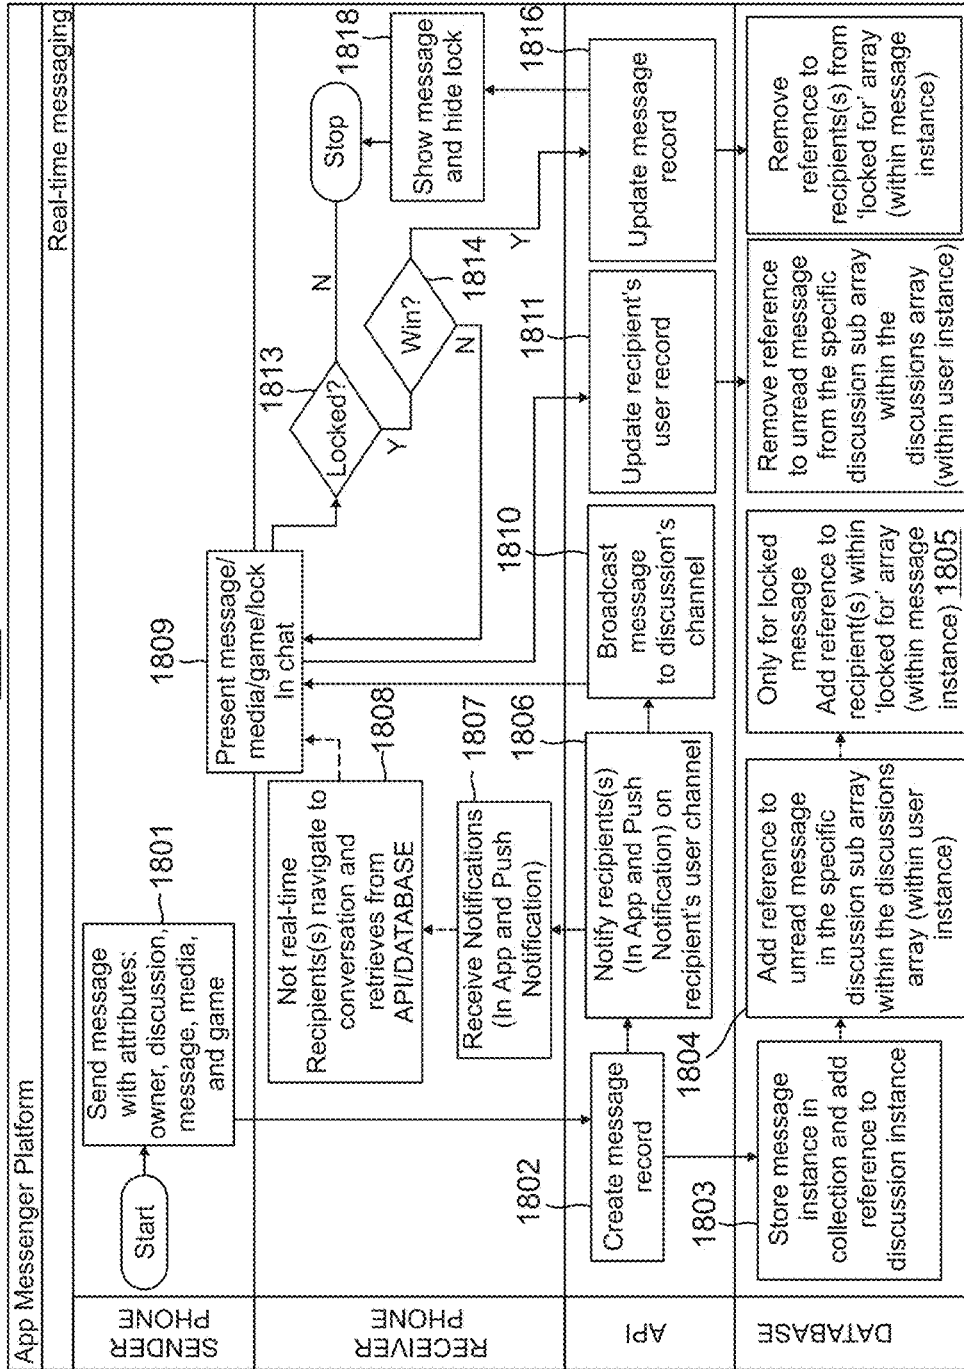 App Messenger Platform
Real-time messaging
SENDER
PHONE
Start
Send message
with attributes:
owner, discussion,
message, media,
and game
1801
Present message/
media/game/lock
In chat
1809
RECEIVER
PHONE
Not real-time
Recipients(s) navigate to
conversation and
retrieves from
API/DATABASE
1808
Receive Notifications
(In App and Push
Notification)
1807
Locked?
1813
Y
N
Win?
1814
N
Y
Stop
Show message
and hide lock
1818
API
Create message
record
1802
Notify recipients(s)
(In App and Push
Notification) on
recipient's user channel
1806
Broadcast
message
to discussion's
channel
1810
Update recipient's
user record
1811
Update message
record
1816
DATABASE
Store message
instance in
collection and add
reference to
discussion instance
1803
Add reference to
unread message
in the specific
discussion sub array
within the discussions
array (within user
instance)
1804
Only for locked
message
Add reference to
recipient(s) within
'locked for' array
(within message
instance) 1805
Remove reference
to unread message
from the specific
discussion sub array
within the
discussions array
(within user instance)
Remove
reference to
recipients(s) from
'locked for' array
(within message
instance)